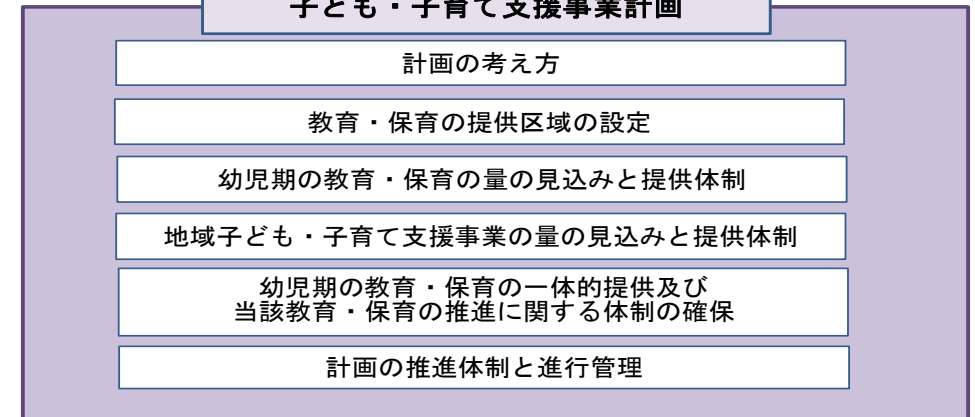 子ども・子育て支援事業計画
計画の考え方
教育・保育の提供区域の設定
幼児期の教育・保育の量の見込みと提供体制
地域子ども・子育て支援事業の量の見込みと提供体制
幼児期の教育・保育の一体的提供及び
当該教育・保育の推進に関する体制の確保
計画の推進体制と進行管理